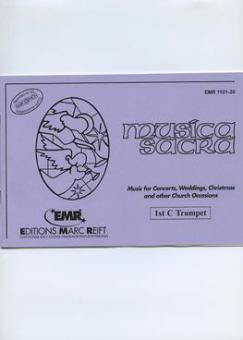 EMR 1101-20
musica
sacra
Music for Concerts, Weddings, Christmas
and other Church Occasions
1st C Trumpet
EMR
EDITIONS MARC REIFT